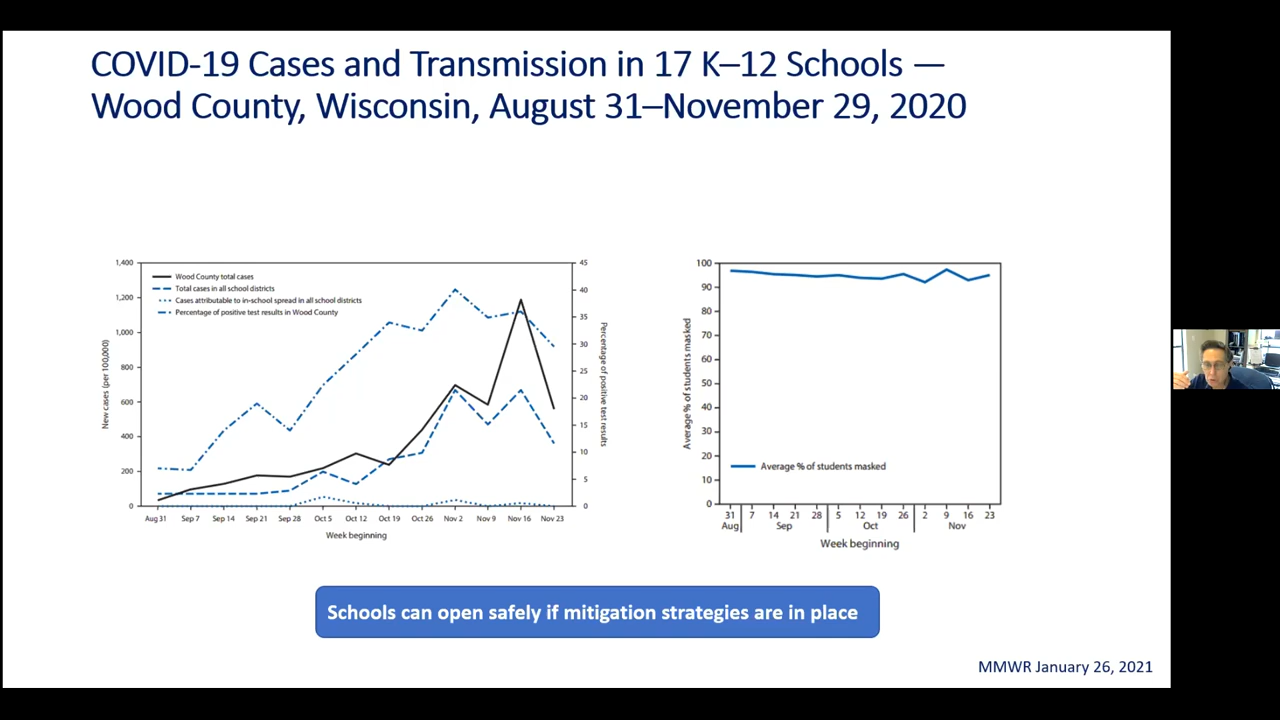 COVID-19 Cases and Transmission in 17 K–12 Schools —
Wood County, Wisconsin, August 31–November 29, 2020
1,400
1,200
1,000
800
600
400
200
0
New cases (per 100,000)
Wood County total cases
Total cases in all school districts
Cases attributable to in-school spread in all school districts
Percentage of positive test results in Wood County
45
40
35
30
25
20
15
10
5
0
Percentage of positive test results
Aug 31 Sep 7 Sep 14 Sep 21 Sep 28 Oct 5 Oct 12 Oct 19 Oct 26 Nov 2 Nov 9 Nov 16 Nov 23
Week beginning
100
90
80
70
60
50
40
30
20
10
0
Average % of students masked
Average % of students masked
31 7 14 21 28 5 12 19 26 2 9 16 23
Aug Sep Oct Nov
Week beginning
Schools can open safely if mitigation strategies are in place
MMWR January 26, 2021